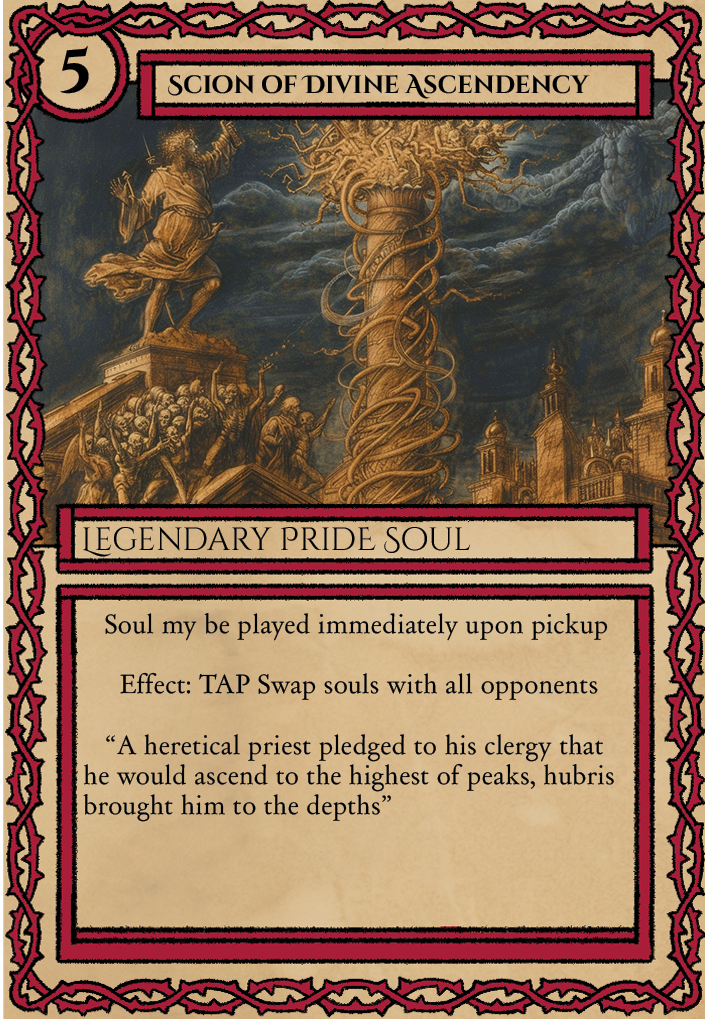 5
Scion of Divine Ascendency
Legendary Pride Soul
Soul my be played immediately upon pickup
Effect: TAP Swap souls with all opponents
“A heretical priest pledged to his clergy that
he would ascend to the highest of peaks, hubris
brought him to the depths”